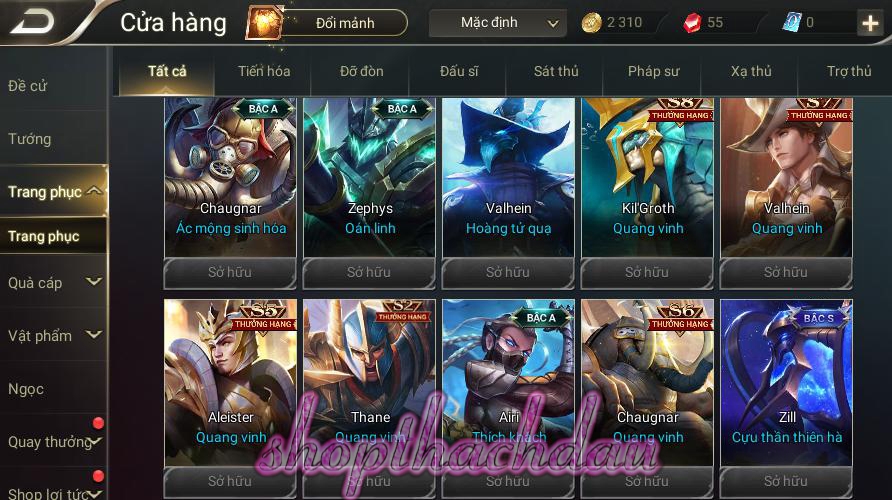 Cửa hàng
Đổi mảnh
Mặc định
2 310
55
0
Đề cử
Tướng
Trang phục
Trang phục
Quà cáp
Vật phẩm
Ngọc
Quay thưởng
Shop lợi tức
Tất cả
Tiến hóa
Đỡ đòn
Đấu sĩ
Sát thủ
Pháp sư
Xạ thủ
Trợ thủ
BẬC A
Chaugnar
Ác mộng sinh hóa
Sở hữu
BẬC A
Zephys
Oán linh
Sở hữu
Valhein
Hoàng tử quạ
Sở hữu
S8
THƯỞNG HẠNG
Kil'Groth
Quang vinh
Sở hữu
S7
THƯỞNG HẠNG
Valhein
Quang vinh
Sở hữu
S5
THƯỞNG HẠNG
Aleister
Quang vinh
Sở hữu
S2
THƯỞNG HẠNG
Thane
Quang vinh
Sở hữu
BẬC A
Airi
Thích khách
Sở hữu
S6
THƯỞNG HẠNG
Chaugnar
Quang vinh
Sở hữu
BẬC S
Zill
Cựu thần thiên hà
Sở hữu
shopthachdau